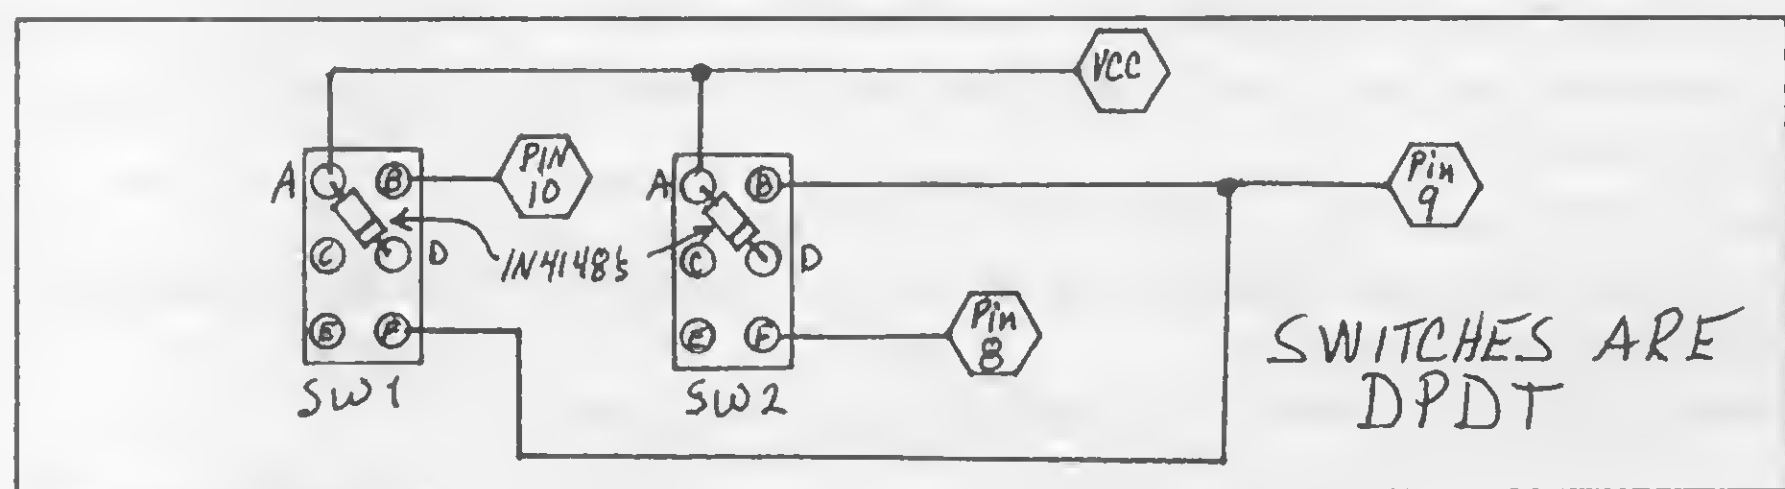 VCC
PIN
10
Pin
9
A
B
A
B
C
D
IN4148's
C
D
Pin
8
E
F
E
F
SW1
SW2
SWITCHES ARE
DPDT